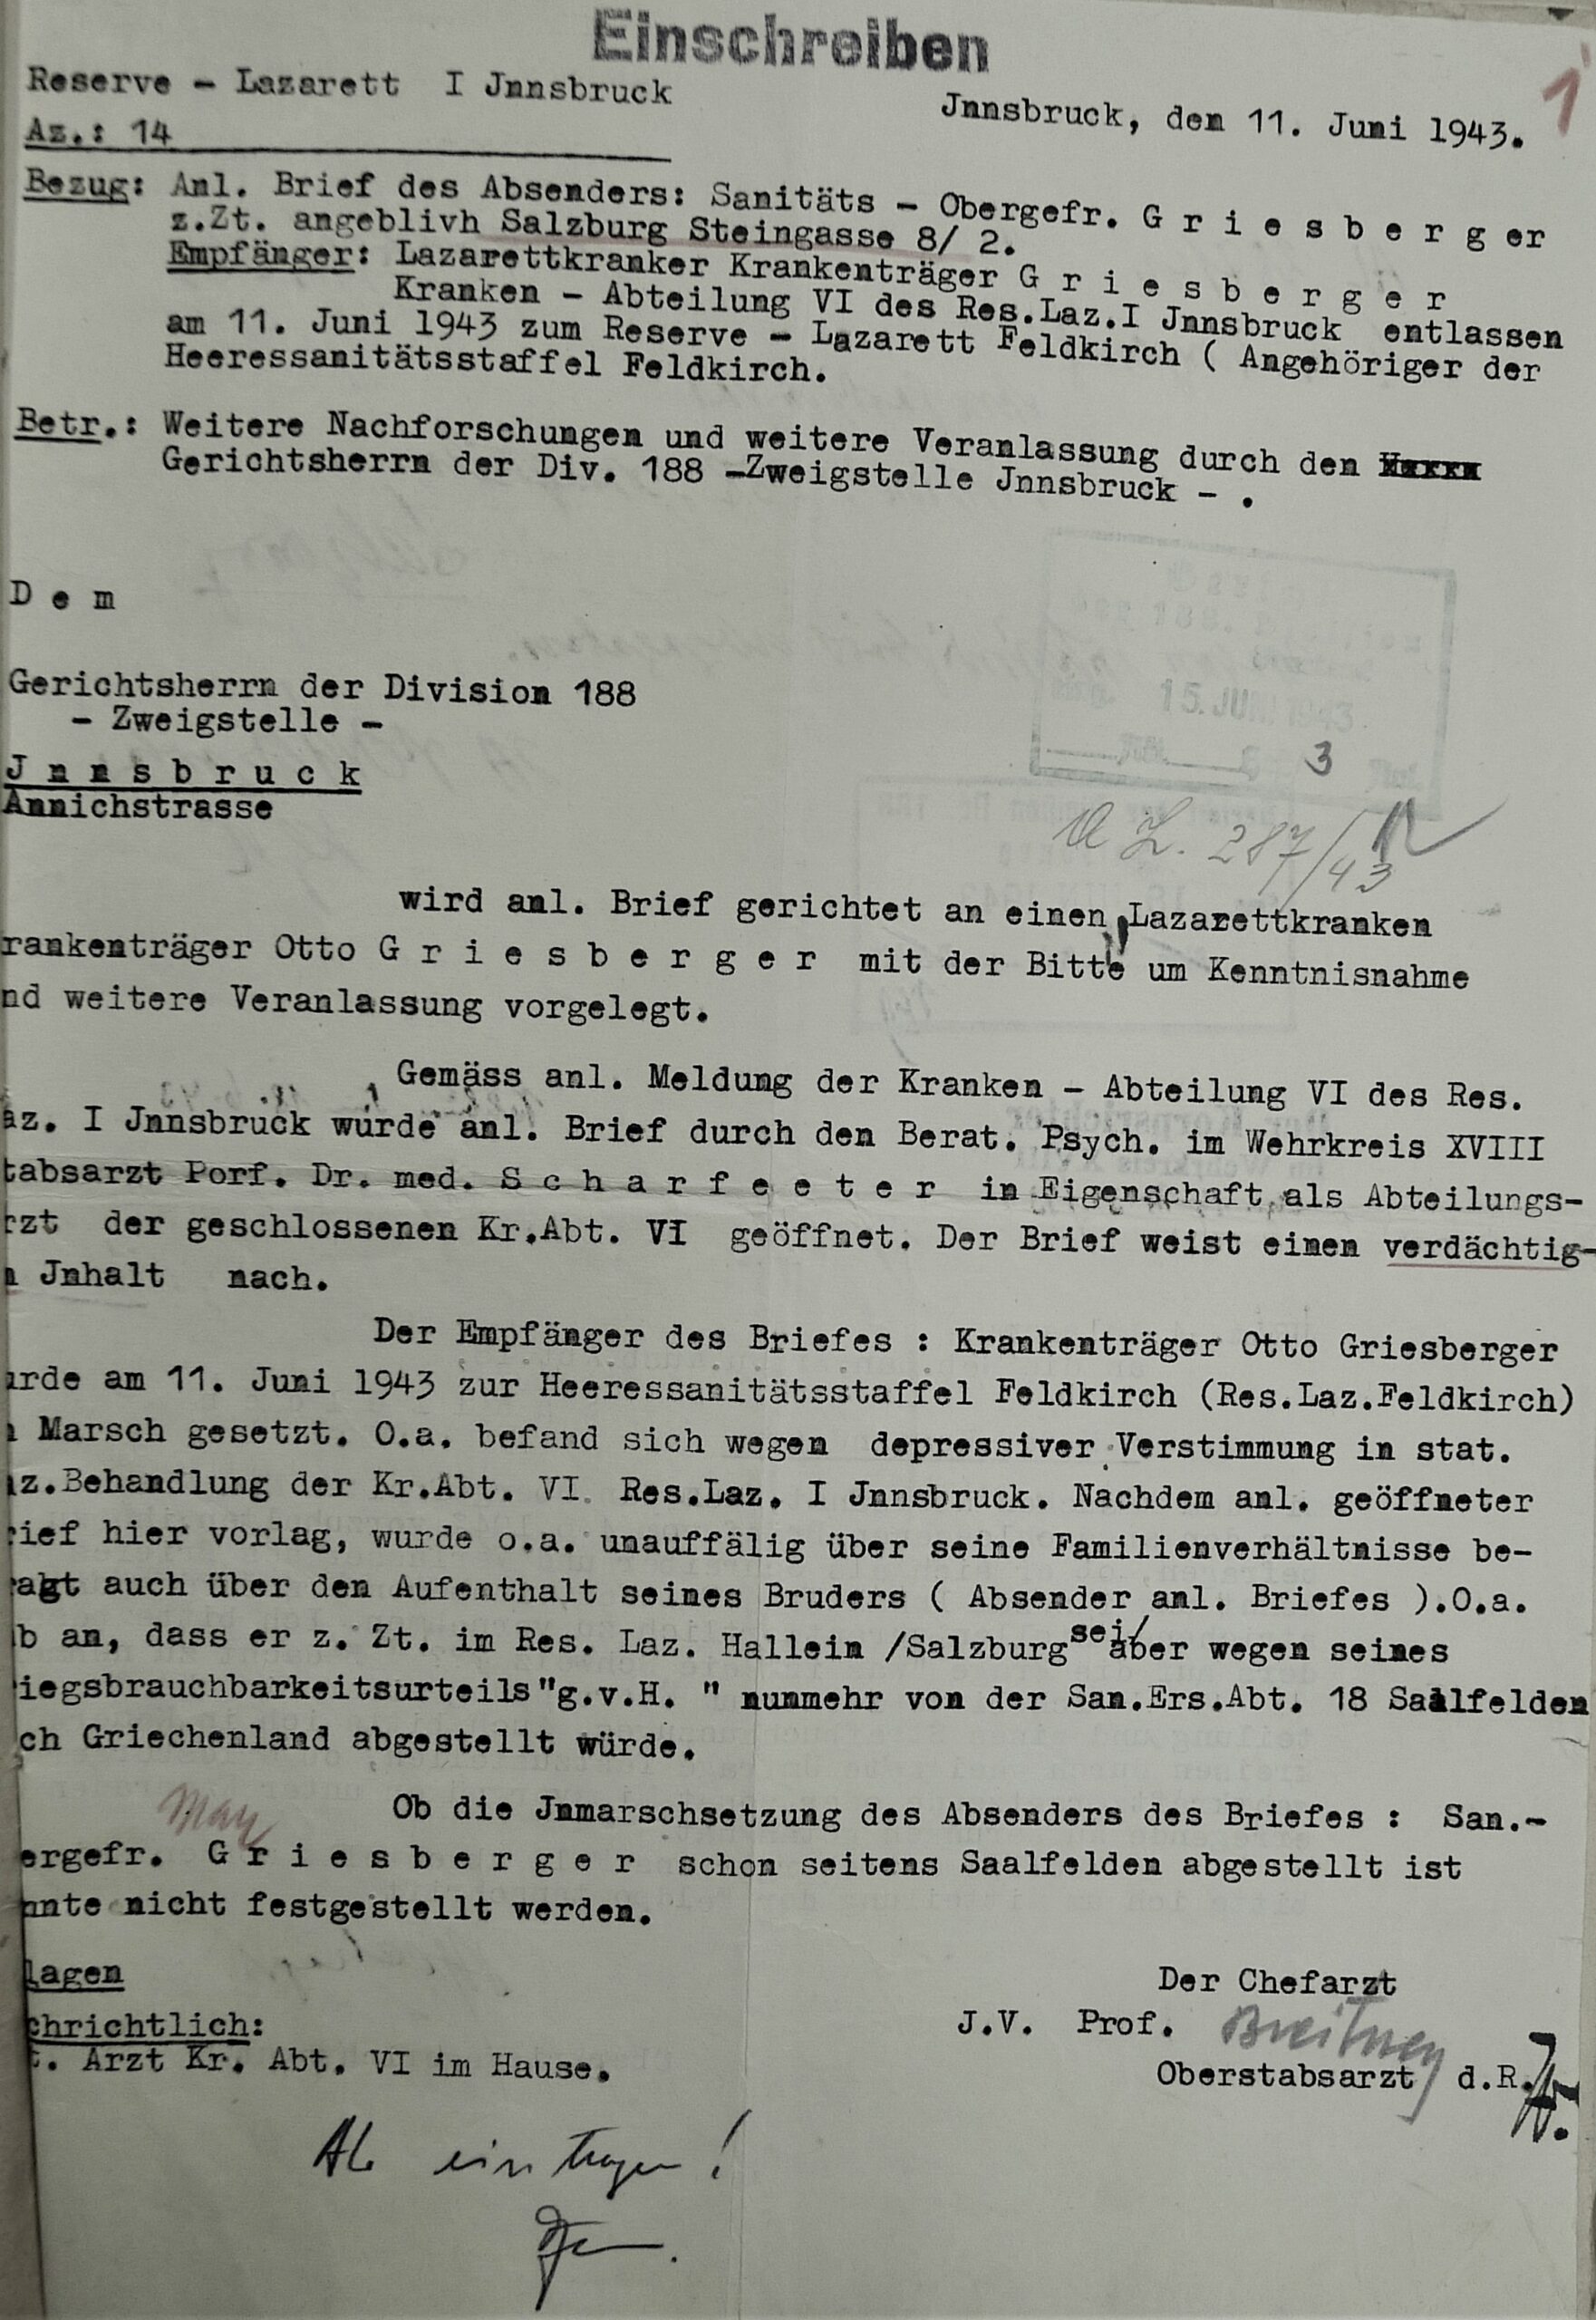 Einschreiben
1
Reserve - Lazarett I Jnnsbruck
Jnnsbruck, den 11. Juni 1943.
Az.: 14
Bezug: Anl. Brief des Absenders: Sanitäts - Obergefr. G r i e s b e r g er
z.Zt. angeblivh Salzburg Steingasse 8/ 2.
Empfänger: Lazarettkranker Krankenträger G r i e s b e r g e r
Kranken - Abteilung VI des Res.Laz.I Jnnsbruck entlassen
am 11. Juni 1943 zum Reserve - Lazarett Feldkirch ( Angehöriger der
Heeressanitätsstaffel Feldkirch.
Betr.: Weitere Nachforschungen und weitere Veranlassung durch den
Gerichtsherrn der Div. 188 -Zweigstelle Jnnsbruck - .
D e m
Gerichtsherrn der Division 188
- Zweigstelle -
15. JUNI 1943
3
J n n s b r u c k
Annichstrasse
A L. 287/43
wird anl. Brief gerichtet an einen Lazarettkranken
rankenträger Otto G r i e s b e r g e r mit der Bitte um Kenntnisnahme
nd weitere Veranlassung vorgelegt.
Gemäss anl. Meldung der Kranken - Abteilung VI des Res.
az. I Jnnsbruck wurde anl. Brief durch den Berat. Psych. im Wehrkreis XVIII
tabsarzt Porf. Dr. med. S c h a r f e e t e r in Eigenschaft als Abteilungs-
rzt der geschlossenen Kr.Abt. VI geöffnet. Der Brief weist einen verdächtig-
n Jnhalt nach.
Der Empfänger des Briefes : Krankenträger Otto Griesberger
urde am 11. Juni 1943 zur Heeressanitätsstaffel Feldkirch (Res.Laz.Feldkirch)
n Marsch gesetzt. O.a. befand sich wegen depressiver Verstimmung in stat.
az.Behandlung der Kr.Abt. VI. Res.Laz. I Jnnsbruck. Nachdem anl. geöffneter
rief hier vorlag, wurde o.a. unauffälig über seine Familienverhältnisse be-
ragt auch über den Aufenthalt seines Bruders ( Absender anl. Briefes ).O.a.
b an, dass er z. Zt. im Res. Laz. Hallein /Salzburg sei/ aber wegen seines
iegsbrauchbarkeitsurteils"g.v.H. " nunmehr von der San.Ers.Abt. 18 Saalfelden
ch Griechenland abgestellt würde.
Ob die Jnmarschsetzung des Absenders des Briefes : San.-
May
ergefr. G r i e s b e r g e r schon seitens Saalfelden abgestellt ist
nnte nicht festgestellt werden.
lagen
Der Chefarzt
chrichtlich:
J.V. Prof. Breitner
t. Arzt Kr. Abt. VI im Hause.
Oberstabsarzt d.R.
eintragen!